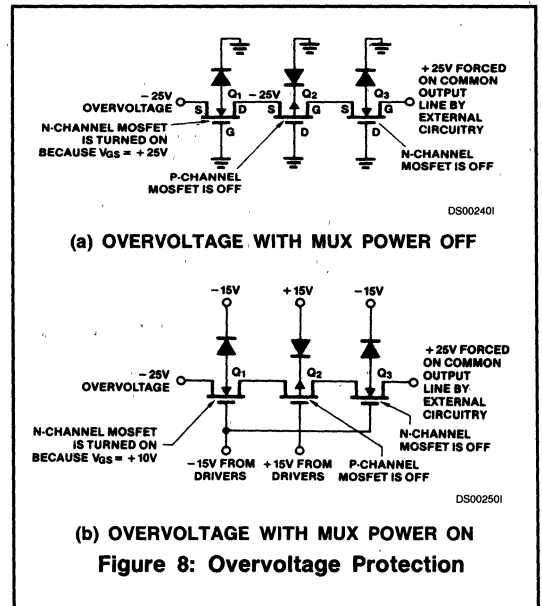 Q1
Q2
Q3
- 25V
OVERVOLTAGE
S
D
G
-25V
S
G
D
S
G
D
+ 25V FORCED
ON COMMON
OUTPUT
LINE BY
EXTERNAL
CIRCUITRY
N-CHANNEL MOSFET
IS TURNED ON
BECAUSE VGS = + 25V
P-CHANNEL
MOSFET IS OFF
N-CHANNEL
MOSFET IS OFF
DS00240I
(a) OVERVOLTAGE WITH MUX POWER OFF
-15V
+15V
-15V
Q1
Q2
Q3
- 25V
OVERVOLTAGE
+ 25V FORCED
ON COMMON
OUTPUT
LINE BY
EXTERNAL
CIRCUITRY
N-CHANNEL MOSFET
IS TURNED ON
BECAUSE VGS = + 10V
-15V FROM
DRIVERS
+15V FROM
DRIVERS
P-CHANNEL
MOSFET IS OFF
N-CHANNEL
MOSFET IS OFF
DS00250I
(b) OVERVOLTAGE WITH MUX POWER ON
Figure 8: Overvoltage Protection